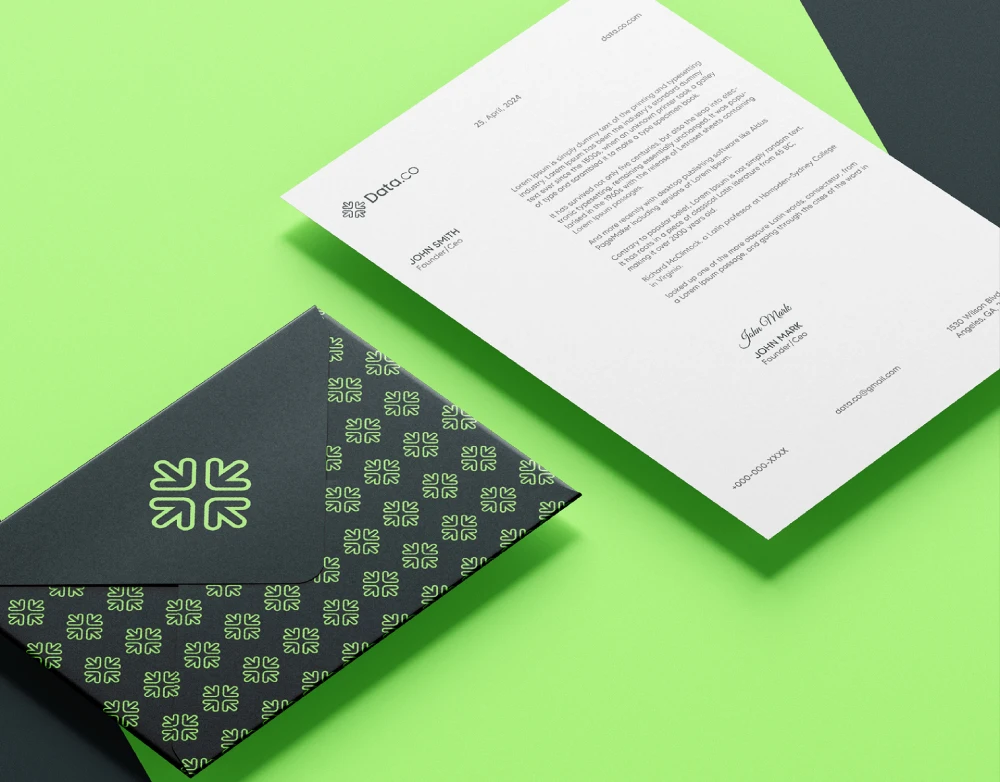 data.co.com
25, April, 2024
Data.co
JOHN SMITH
Founder/Ceo
Lorem Ipsum is simply dummy text of the printing and typesetting
industry. Lorem Ipsum has been the industry's standard dummy
text ever since the 1500s, when an unknown printer took a galley
of type and scrambled it to make a type specimen book.
It has survived not only five centuries, but also the leap into elec-
tronic typesetting, remaining essentially unchanged. It was popu-
larised in the 1960s with the release of Letraset sheets containing
Lorem Ipsum passages.
And more recently with desktop publishing software like Aldus
PageMaker including versions of Lorem Ipsum.
Contrary to popular belief, Lorem Ipsum is not simply random text.
It has roots in a piece of classical Latin literature from 45 BC,
making it over 2000 years old.
Richard McClintock, a Latin professor at Hampden-Sydney College
in Virginia,
looked up one of the more obscure Latin words, consectetur, from
a Lorem Ipsum passage, and going through the cites of the word in
John Mark
JOHN MARK
Founder/Ceo
1530 Wilson Blvd
Angeles, GA,
data.co@gmail.com
+000-000-XXXX